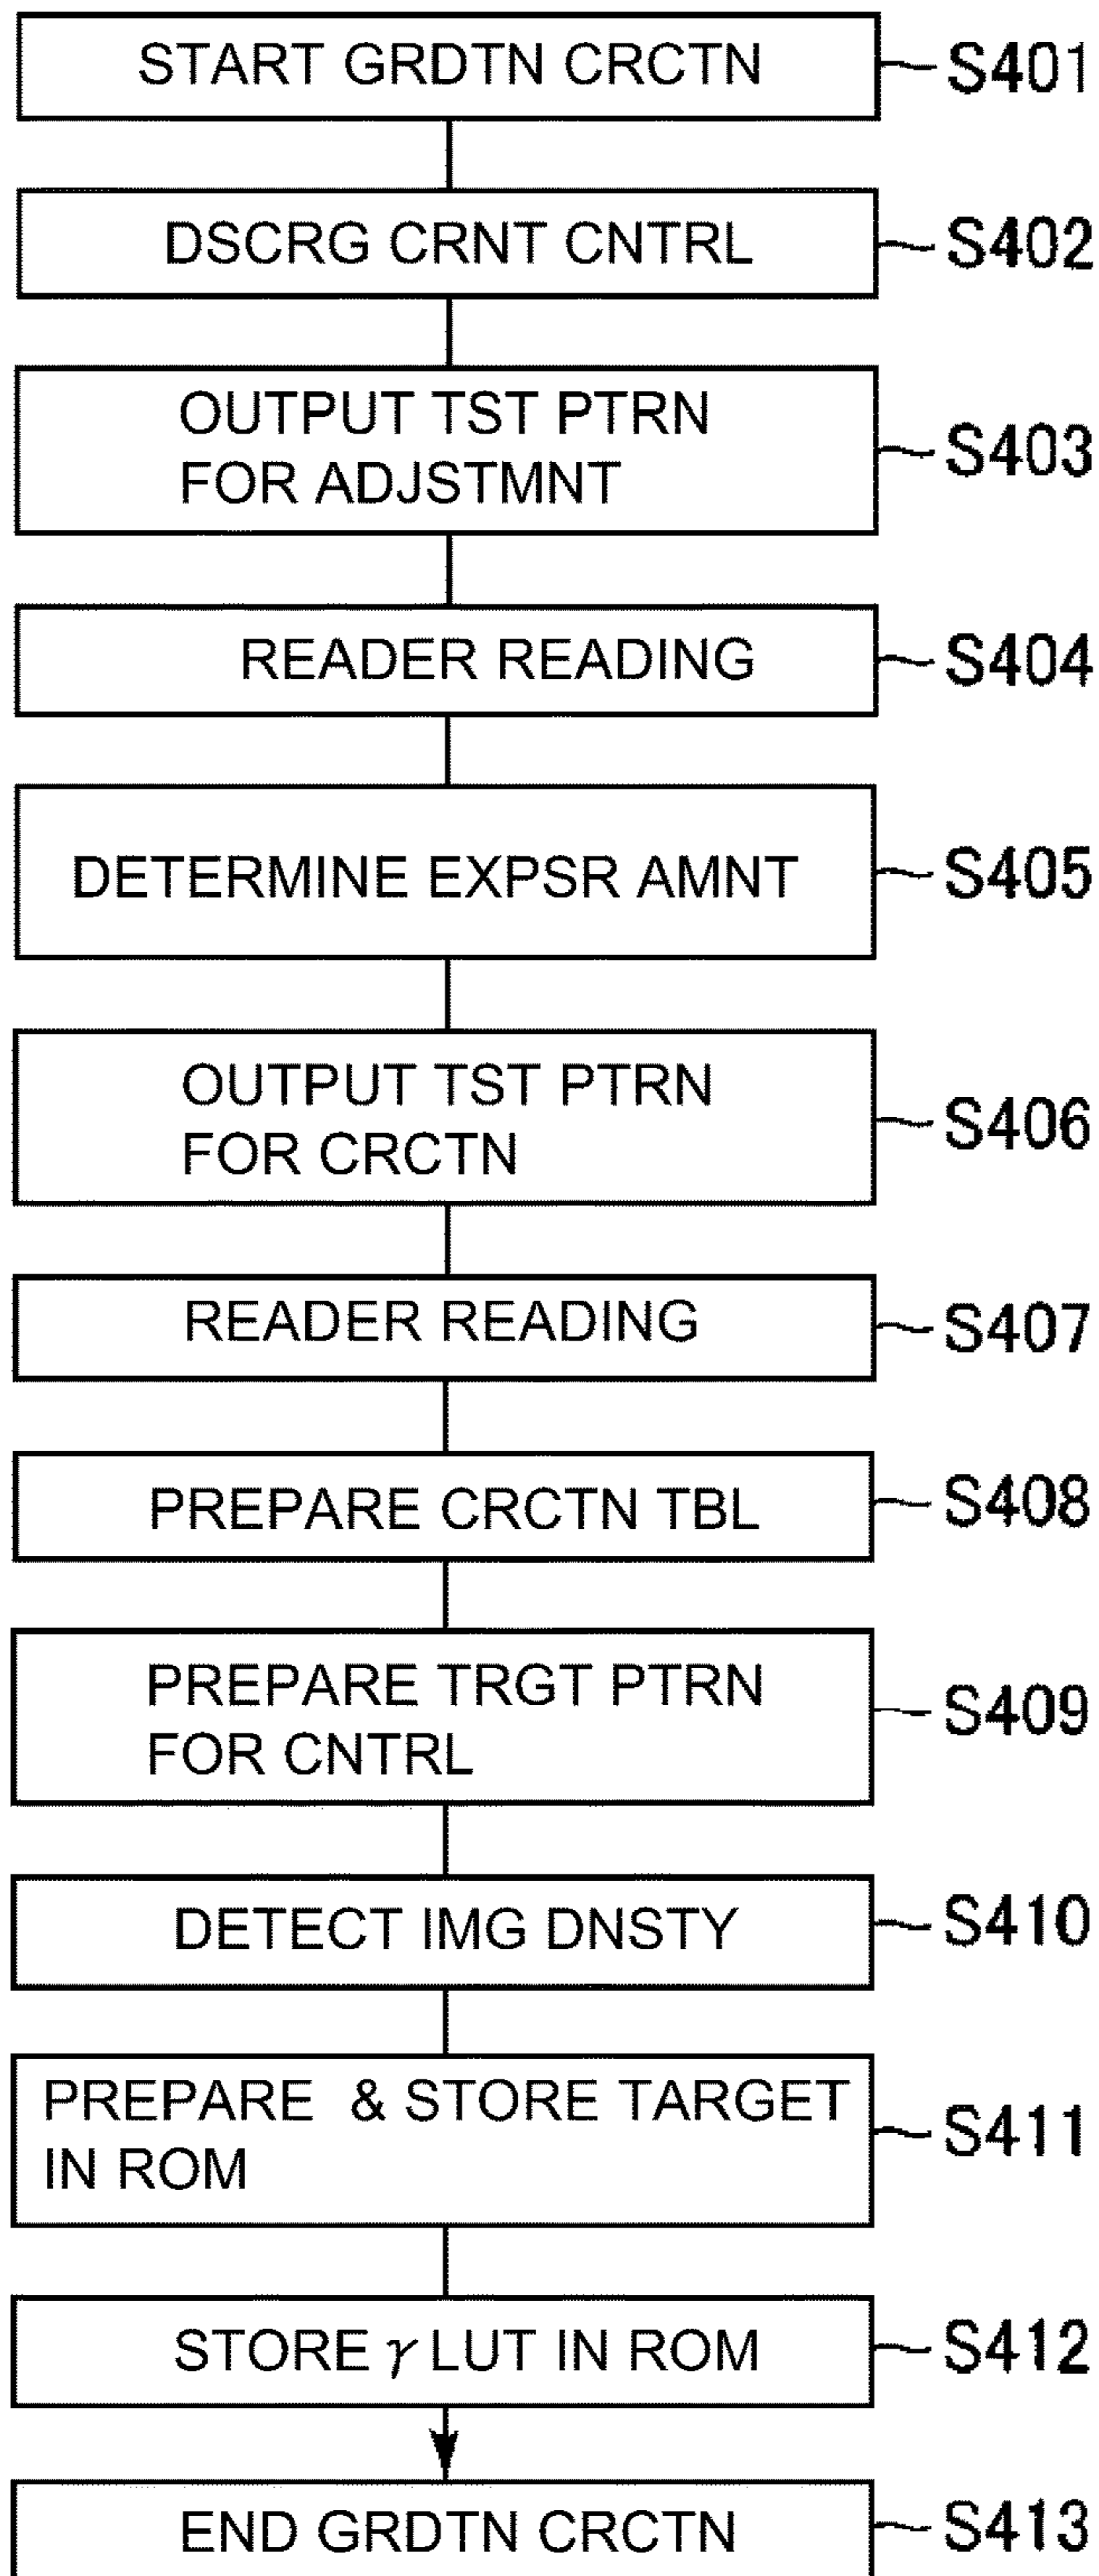 START GRDTN CRCTN
S401
DSCRG CRNT CNTRL
S402
OUTPUT TST PTRN
FOR ADJSTMNT
S403
READER READING
S404
DETERMINE EXPSR AMNT
S405
OUTPUT TST PTRN
FOR CRCTN
S406
READER READING
S407
PREPARE CRCTN TBL
S408
PREPARE TRGT PTRN
FOR CNTRL
S409
DETECT IMG DNSTY
S410
PREPARE & STORE TARGET
IN ROM
S411
STORE γ LUT IN ROM
S412
END GRDTN CRCTN
S413